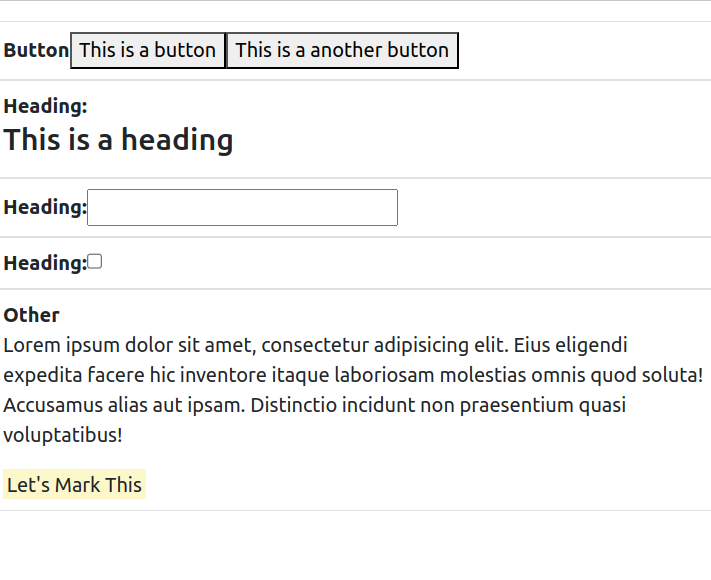 Button This is a button This is a another button
Heading:
This is a heading
Heading:
Heading:
Other
Lorem ipsum dolor sit amet, consectetur adipisicing elit. Eius eligendi
expedita facere hic inventore itaque laboriosam molestias omnis quod soluta!
Accusamus alias aut ipsam. Distinctio incidunt non praesentium quasi
voluptatibus!
Let's Mark This